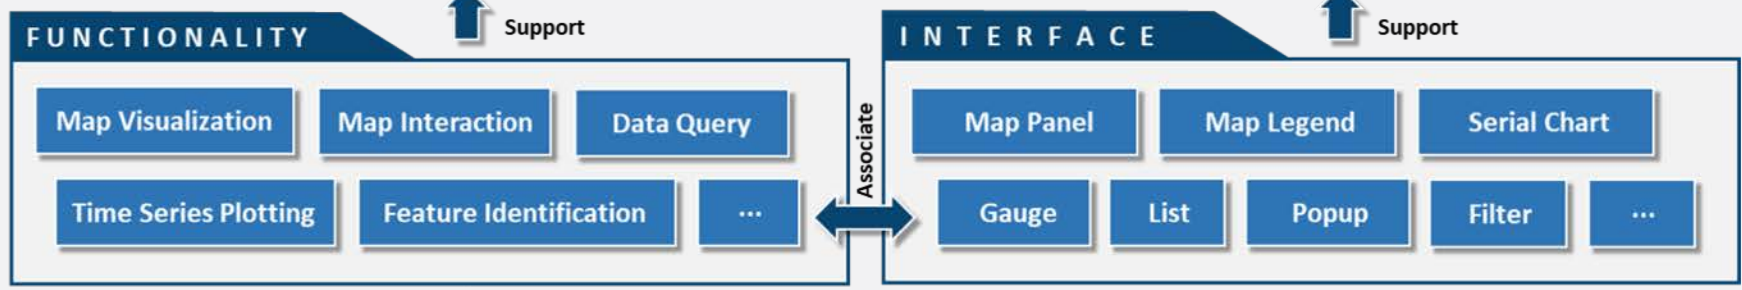 Support
FUNCTIONALITY
Map Visualization
Map Interaction
Data Query
Time Series Plotting
Feature Identification
...
Associate
Support
INTERFACE
Map Panel
Map Legend
Serial Chart
Gauge
List
Popup
Filter
...